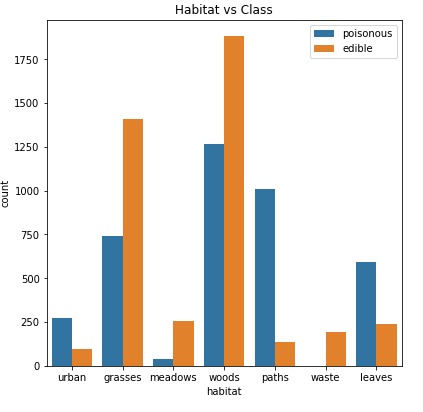 Habitat vs Class
poisonous
edible
count
1750
1500
1250
1000
750
500
250
0
urban grasses meadows woods paths waste leaves
habitat